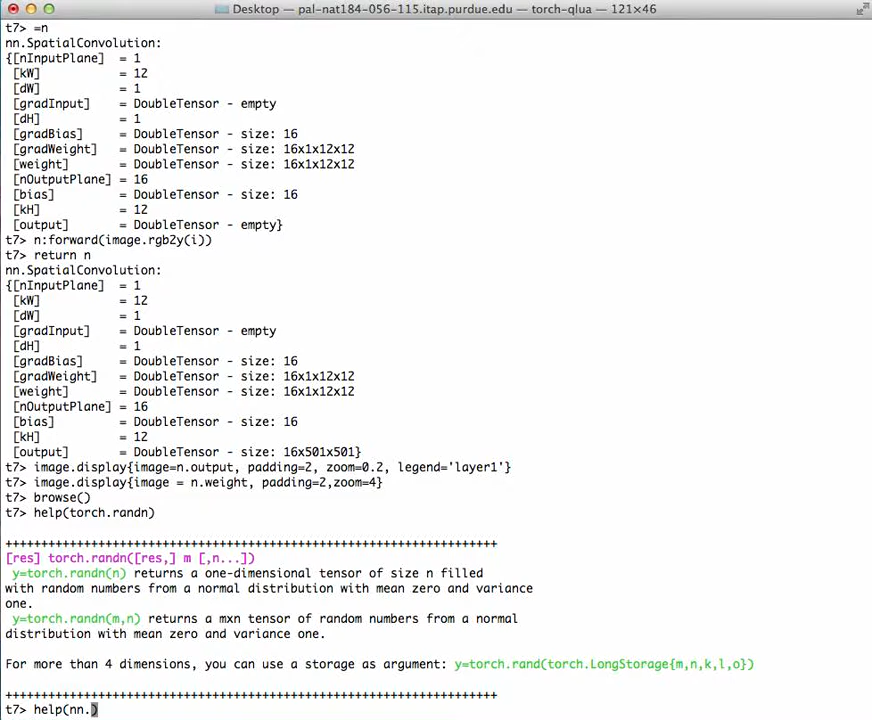 Desktop — pal-nat184-056-115.itap.purdue.edu — torch-qlua — 121×46
t7> =n
nn.SpatialConvolution:
{[nInputPlane]  = 1
 [kW]           = 12
 [dW]           = 1
 [gradInput]    = DoubleTensor - empty
 [dH]           = 1
 [gradBias]     = DoubleTensor - size: 16
 [gradWeight]   = DoubleTensor - size: 16x1x12x12
 [weight]       = DoubleTensor - size: 16x1x12x12
 [nOutputPlane] = 16
 [bias]         = DoubleTensor - size: 16
 [kH]           = 12
 [output]       = DoubleTensor - empty}
t7> n:forward(image.rgb2y(i))
t7> return n
nn.SpatialConvolution:
{[nInputPlane]  = 1
 [kW]           = 12
 [dW]           = 1
 [gradInput]    = DoubleTensor - empty
 [dH]           = 1
 [gradBias]     = DoubleTensor - size: 16
 [gradWeight]   = DoubleTensor - size: 16x1x12x12
 [weight]       = DoubleTensor - size: 16x1x12x12
 [nOutputPlane] = 16
 [bias]         = DoubleTensor - size: 16
 [kH]           = 12
 [output]       = DoubleTensor - size: 16x501x501}
t7> image.display{image=n.output, padding=2, zoom=0.2, legend='layer1'}
t7> image.display{image = n.weight, padding=2,zoom=4}
t7> browse()
t7> help(torch.randn)
+++++++++++++++++++++++++++++++++++++++++++++++++++++++++++++++++++++
[res] torch.randn([res,] m [,n...])
 y=torch.randn(n) returns a one-dimensional tensor of size n filled
with random numbers from a normal distribution with mean zero and variance
one.
 y=torch.randn(m,n) returns a mxn tensor of random numbers from a normal
distribution with mean zero and variance one.
For more than 4 dimensions, you can use a storage as argument: y=torch.rand(torch.LongStorage{m,n,k,l,o})
+++++++++++++++++++++++++++++++++++++++++++++++++++++++++++++++++++++
t7> help(nn.)